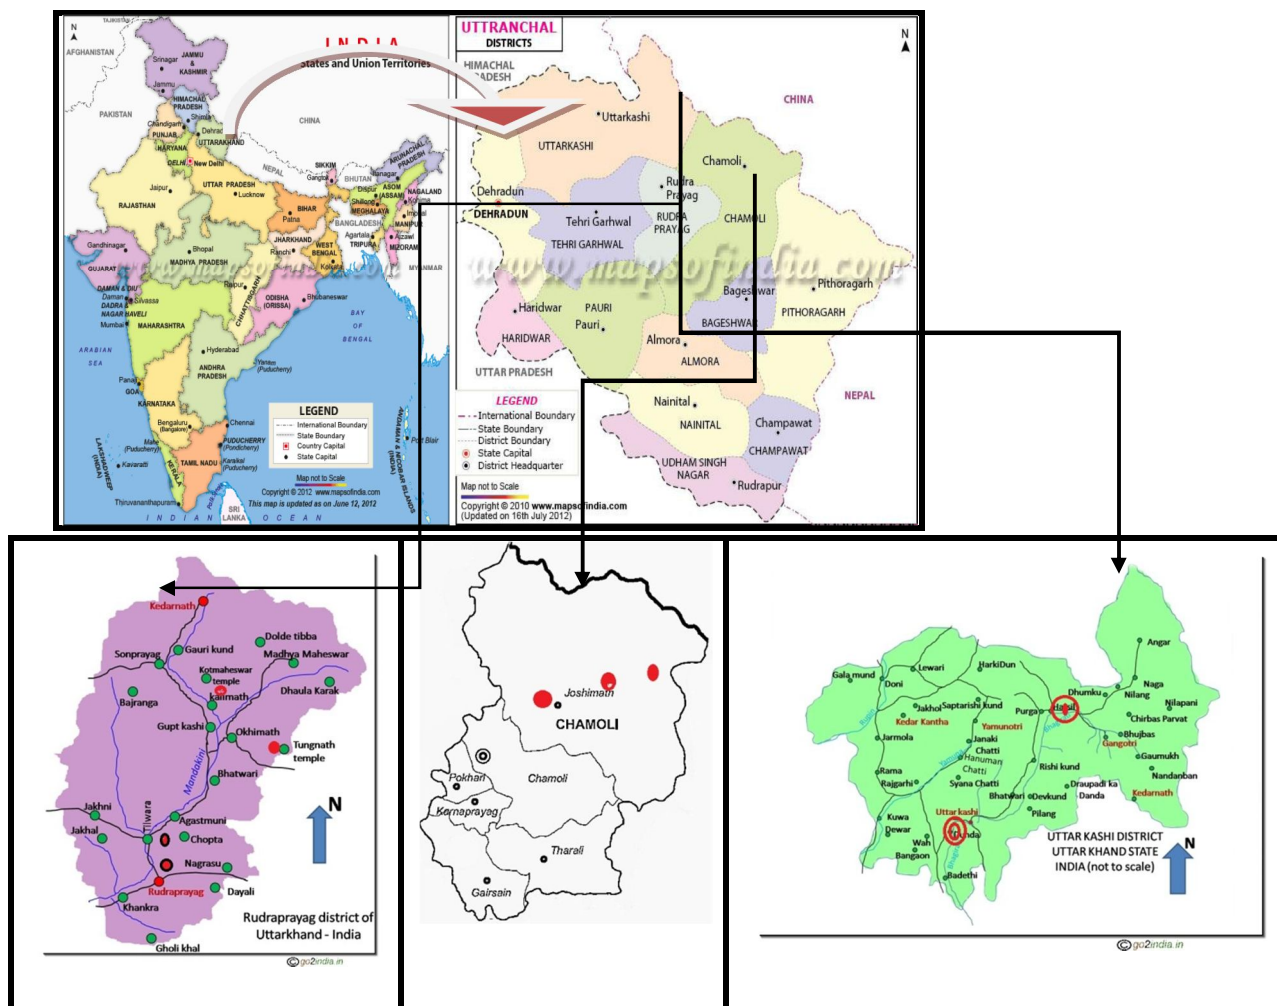 N
TAJIKISTAN
AFGHANISTAN
INDIA
States and Union Territories
JAMMU
&
KASHMIR
Srinagar
Jammu
PAKISTAN
HIMACHAL
PRADESH
Shimla
Chandigarh
PUNJAB
Dehrad
UTTARAKHAND
HARYANA
DELHI
New Delhi
CHINA
NEPAL
SIKKIM
Gangtok
BHUTAN
ARUNACHAL
PRADESH
Itanagar
Dispur
ASOM
(ASSAM)
NAGALAND
Kohima
Shillong
MEGHALAYA
Imphal
MANIPUR
BANGLADESH
Agartala
TRIPURA
Aizawl
MIZORAM
MYANMAR
Jaipur
RAJASTHAN
UTTAR PRADESH
Lucknow
BIHAR
Patna
JHARKHAND
Ranchi
WEST
BENGAL
Kolkata
Gandhinagar
GUJARAT
Bhopal
MADHYA PRADESH
www.mapsofindia.com
Raipur
CHHATTISGARH
ODISHA
(ORISSA)
Bhubaneswar
DAMAN & DIU
Daman
Silvassa
DADRA &
NAGAR HAVELI
Mumbai
MAHARASHTRA
BAY
OF
BENGAL
ARABIAN
SEA
Hyderabad
ANDHRA
PRADESH
Yanam
(Puducherry)
Panaji
GOA
KARNATAKA
Bengaluru
(Bangalore)
Chennai
Mahe
(Puducherry)
PUDUCHERRY
(Pondicherry)
Karaikal
(Puducherry)
TAMIL NADU
KERALA
LAKSHADWEEP
(INDIA)
Kavaratti
Thiruvananthapuram
SRI
LANKA
INDIAN OCEAN
ANDAMAN & NICOBAR ISLANDS
(INDIA)
Port Blair
LEGEND
International Boundary
State Boundary
Country Capital
State Capital
Map not to Scale
Copyright © 2012 www.mapsofindia.com
This map is updated as on June 12, 2012
UTTRANCHAL
DISTRICTS
N
HIMACHAL
PRADESH
CHINA
Uttarkashi
UTTARKASHI
Chamoli
CHAMOLI
Rudra
Prayag
RUDRA
PRAYAG
Dehradun
DEHRADUN
Tehri Garhwal
TEHRI GARHWAL
www.mapsofindia.com
Haridwar
HARIDWAR
PAURI
Pauri
Bageshwar
BAGESHWAR
Pithoragarh
PITHORAGARH
Almora
ALMORA
UTTAR PRADESH
NEPAL
Nainital
NAINITAL
Champawat
CHAMPAWAT
UDHAM SINGH
NAGAR
Rudrapur
LEGEND
International Boundary
State Boundary
District Boundary
State Capital
District Headquarter
Map not to Scale
Copyright © 2010 www.mapsofindia.com
(Updated on 16th July 2012)
Kedarnath
Dolde tibba
Gauri kund
Sonprayag
Madhya Maheswar
Kotmaheswar
temple
kalimath
Dhaula Karak
Bajranga
Gupt kashi
Okhimath
Tungnath
temple
Mandakini
Bhatwari
Jakhni
Tilwara
Agastmuni
Jakhal
Chopta
Nagrasu
Rudraprayag
Dayali
Khankra
Gholi khal
N
Rudraprayag district of
Uttarkhand - India
© go2india.in
Joshimath
CHAMOLI
Pokhari
Chamoli
Karnaprayag
Tharali
Gairsain
Angar
Lewari
HarkiDun
Gala mund
Doni
Dhumku
Naga
Nilang
Nilapani
Jakhol
Saptarishi kund
Purga
Harsil
Chirbas Parvat
Kedar Kantha
Yamunotri
Bhujbas
Gangotri
Jarmola
Janaki
Chatti
Hanuman
Chatti
Gaumukh
Rishi kund
Nandanban
Rama
Rajgarhi
Syana Chatti
Draupadi ka
Danda
Kedarnath
Bhatwari
Devkund
Pilang
Uttar kashi
Kuwa
Dewar
Wah
Dunda
Bangaon
Badethi
UTTAR KASHI DISTRICT
UTTAR KHAND STATE
INDIA (not to scale)
N
© go2india.in